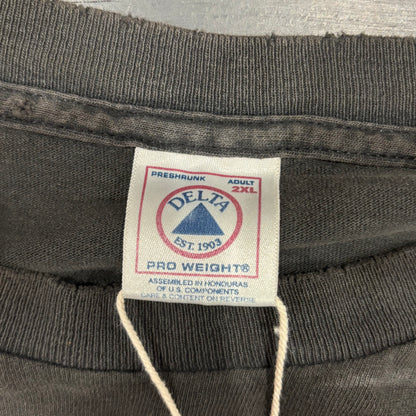 PRESHRUNK ADULT
2XL
DELTA
EST. 1903
PRO WEIGHT®
ASSEMBLED IN HONDURAS
OF U.S. COMPONENTS
CARE & CONTENT ON REVERSE